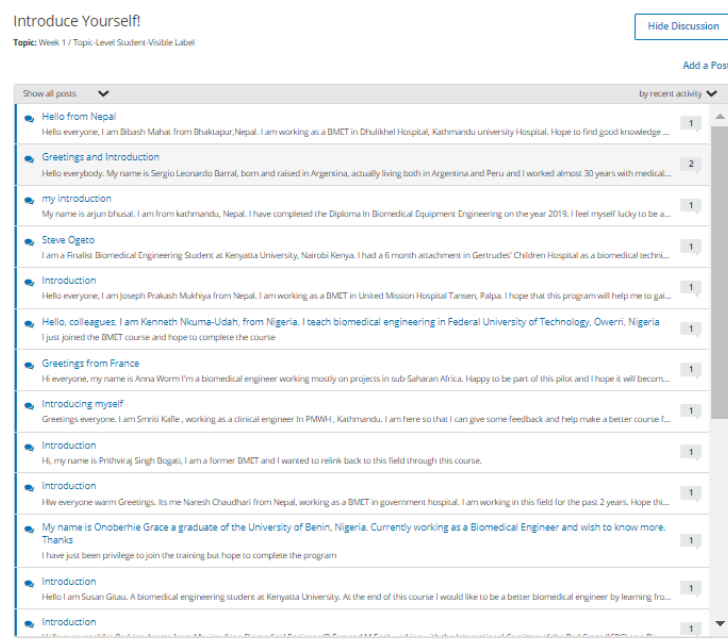 Introduce Yourself!
Hide Discussion
Topic: Week 1 / Topic-Level Student-Visible Label
Add a Post
Show all posts
by recent activity
Hello from Nepal
1
Hello everyone, I am Bibash Mahat from Bhaktapur,Nepal. I am working as a BMET in Dhulikhel Hospital, Kathmandu university Hospital. Hope to find good knowledge ...
Greetings and Introduction
2
Hello everybody. My name is Sergio Leonardo Barral, born and raised in Argentina, actually living both in Argentina and Peru and I worked almost 30 years with medical...
my introduction
1
My name is arjun bhusal. I am from kathmandu, Nepal. I have completed the Diploma In Biomedical Equipment Engineering on the year 2019. I feel myself lucky to be a...
Steve Ogeto
1
I am a Finalist Biomedical Engineering Student at Kenyatta University, Nairobi Kenya. I had a 6 month attachment in Gertrudes' Children Hospital as a biomedical techni...
Introduction
1
Hello everyone, I am Joseph Prakash Mukhiya from Nepal. I am working as a BMET in United Mission Hospital Tansen, Palpa. I hope that this program will help me to gai...
Hello, colleagues, I am Kenneth Nkuma-Udah, from Nigeria. I teach biomedical engineering in Federal University of Technology, Owerri, Nigeria
1
I just joined the BMET course and hope to complete the course
Greetings from France
1
Hi everyone, my name is Anna Worm I'm a biomedical engineer working mostly on projects in sub-Saharan Africa. Happy to be part of this pilot and I hope it will becom...
Introducing myself
1
Greetings everyone. I am Smriti Kafle , working as a clinical engineer In PMWH , Kathmandu. I am here so that I can give some feedback and help make a better course f...
Introduction
1
Hi, my name is Prithviraj Singh Bogati, I am a former BMET and I wanted to relink back to this field through this course.
Introduction
1
HIw everyone warm Greetings. Its me Naresh Chaudhari from Nepal, working as a BMET in government hospital. I am working in this field for the past 2 years. Hope thi...
My name is Onoberhie Grace a graduate of the University of Benin, Nigeria. Currently working as a Biomedical Engineer and wish to know more.
Thanks
1
I have just been privilege to join the training but hope to complete the program
Introduction
1
Hello I am Susan Gitau. A biomedical engineering student at Kenyatta University. At the end of this course I would like to be a better biomedical engineer by learning fro...
Introduction
1